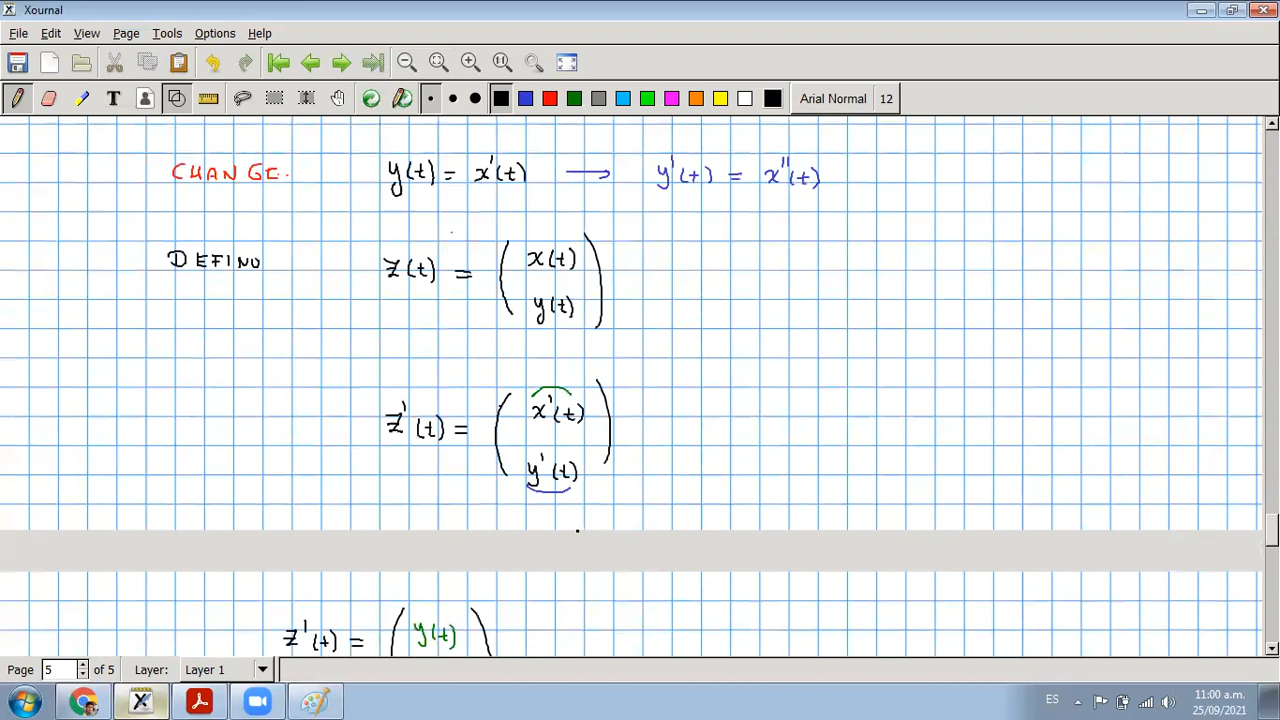 Xournal
File Edit View Page Tools Options Help
Arial Normal 12
CHANGE. y(t) = x'(t) → y'(t) = x''(t)
DEFINO z(t) = ( x(t)
y(t) )
z'(t) = ( x'(t)
y'(t) )
z'(t) = ( y(t) )
Page 5 of 5 Layer: Layer 1
ES 11:00 a.m.
25/09/2021